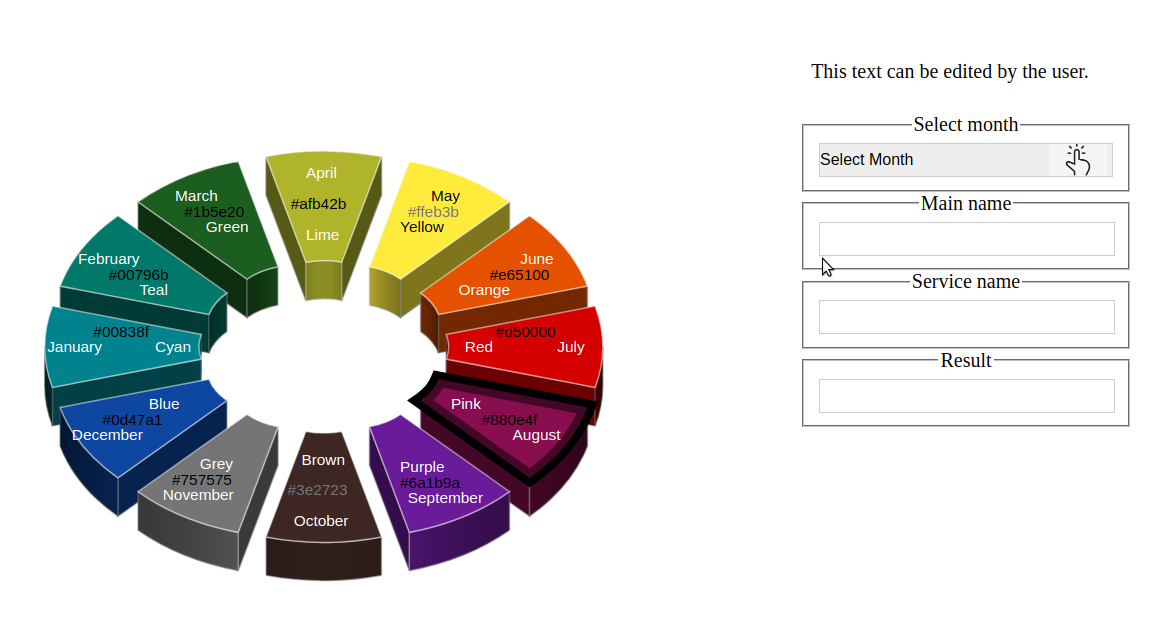 This text can be edited by the user.
Select month
Select Month
Main name
Service name
Result
April
#afb42b
Lime
May
#ffeb3b
Yellow
June
#e65100
Orange
#d50000
Red July
Pink
#880e4f
August
Purple
#6a1b9a
September
Brown
#3e2723
October
Grey
#757575
November
Blue
#0d47a1
December
#00838f
January Cyan
February
#00796b
Teal
March
#1b5e20
Green